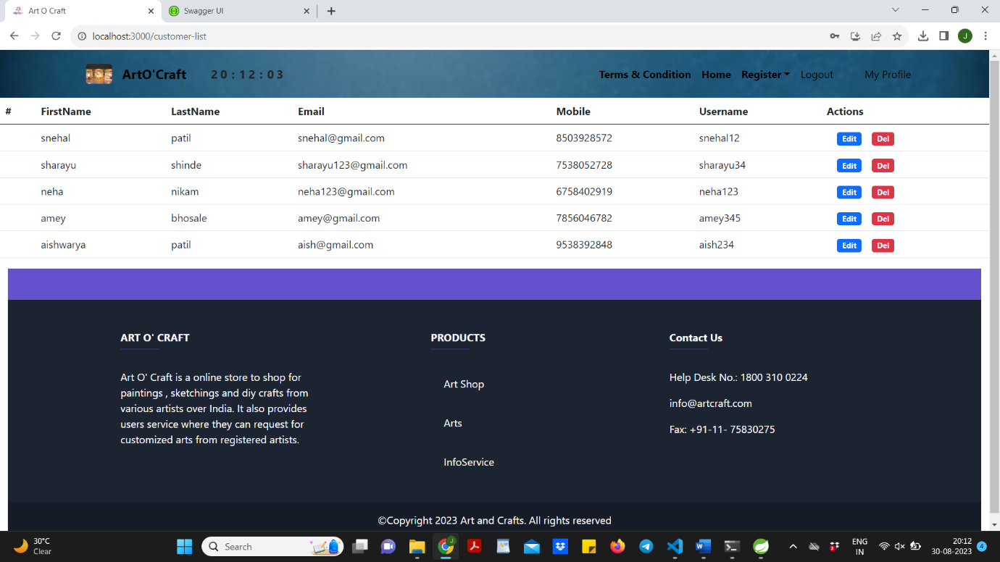 Art O Craft
Swagger UI
localhost:3000/customer-list
J
ArtO'Craft 20:12:03 Terms & Condition Home Register Logout My Profile
# FirstName LastName Email Mobile Username Actions
snehal patil snehal@gmail.com 8503928572 snehal12 Edit Del
sharayu shinde sharayu123@gmail.com 7538052728 sharayu34 Edit Del
neha nikam neha123@gmail.com 6758402919 neha123 Edit Del
amey bhosale amey@gmail.com 7856046782 amey345 Edit Del
aishwarya patil aish@gmail.com 9538392848 aish234 Edit Del
ART O' CRAFT
Art O' Craft is a online store to shop for
paintings , sketchings and diy crafts from
various artists over India. It also provides
users service where they can request for
customized arts from registered artists.
PRODUCTS
Art Shop
Arts
InfoService
Contact Us
Help Desk No.: 1800 310 0224
info@artcraft.com
Fax: +91-11- 75830275
©Copyright 2023 Art and Crafts. All rights reserved
30°C
Clear
Search
J
ENG
IN
20:12
30-08-2023
4